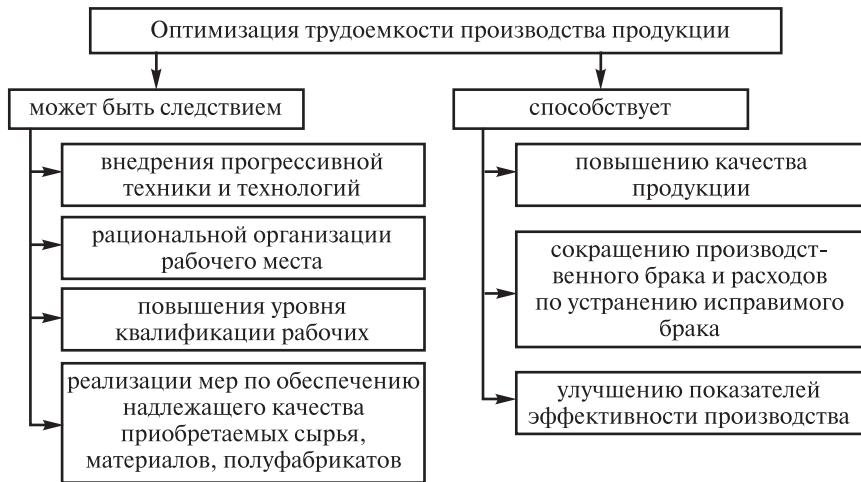 Оптимизация трудоемкости производства продукции
может быть следствием
внедрения прогрессивной
техники и технологий
рациональной организации
рабочего места
повышения уровня
квалификации рабочих
реализации мер по обеспечению
надлежащего качества
приобретаемых сырья,
материалов, полуфабрикатов
способствует
повышению качества
продукции
сокращению производст-
венного брака и расходов
по устранению исправимого
брака
улучшению показателей
эффективности производства